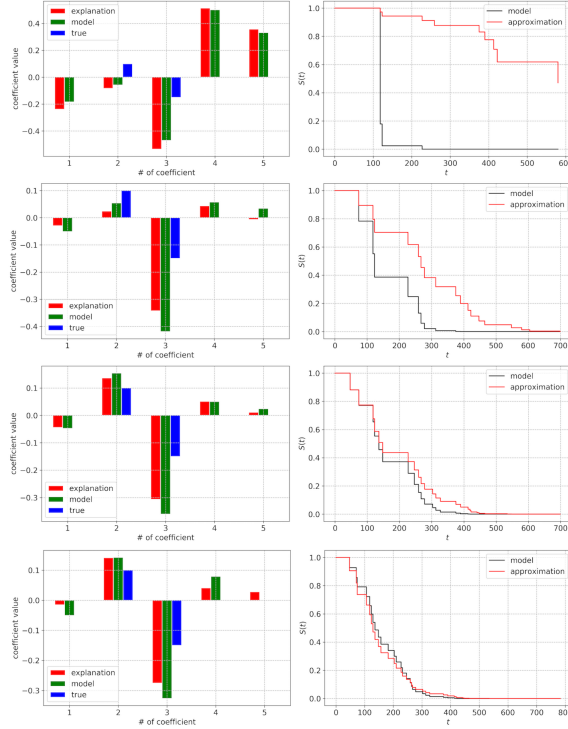 explanation
model
true
coefficient value
0.4
0.2
0.0
−0.2
−0.4
1 2 3 4 5
# of coefficient
model
approximation
S(t)
1.0
0.8
0.6
0.4
0.2
0.0
0 100 200 300 400 500 600
t
0.1
0.0
−0.1
−0.2
−0.3
−0.4
coefficient value
explanation
model
true
1 2 3 4 5
# of coefficient
model
approximation
S(t)
1.0
0.8
0.6
0.4
0.2
0.0
0 100 200 300 400 500 600 700
t
0.1
0.0
−0.1
−0.2
−0.3
coefficient value
explanation
model
true
1 2 3 4 5
# of coefficient
model
approximation
S(t)
1.0
0.8
0.6
0.4
0.2
0.0
0 100 200 300 400 500 600 700
t
0.1
0.0
−0.1
−0.2
−0.3
coefficient value
explanation
model
true
1 2 3 4 5
# of coefficient
model
approximation
S(t)
1.0
0.8
0.6
0.4
0.2
0.0
0 100 200 300 400 500 600 700 800
t